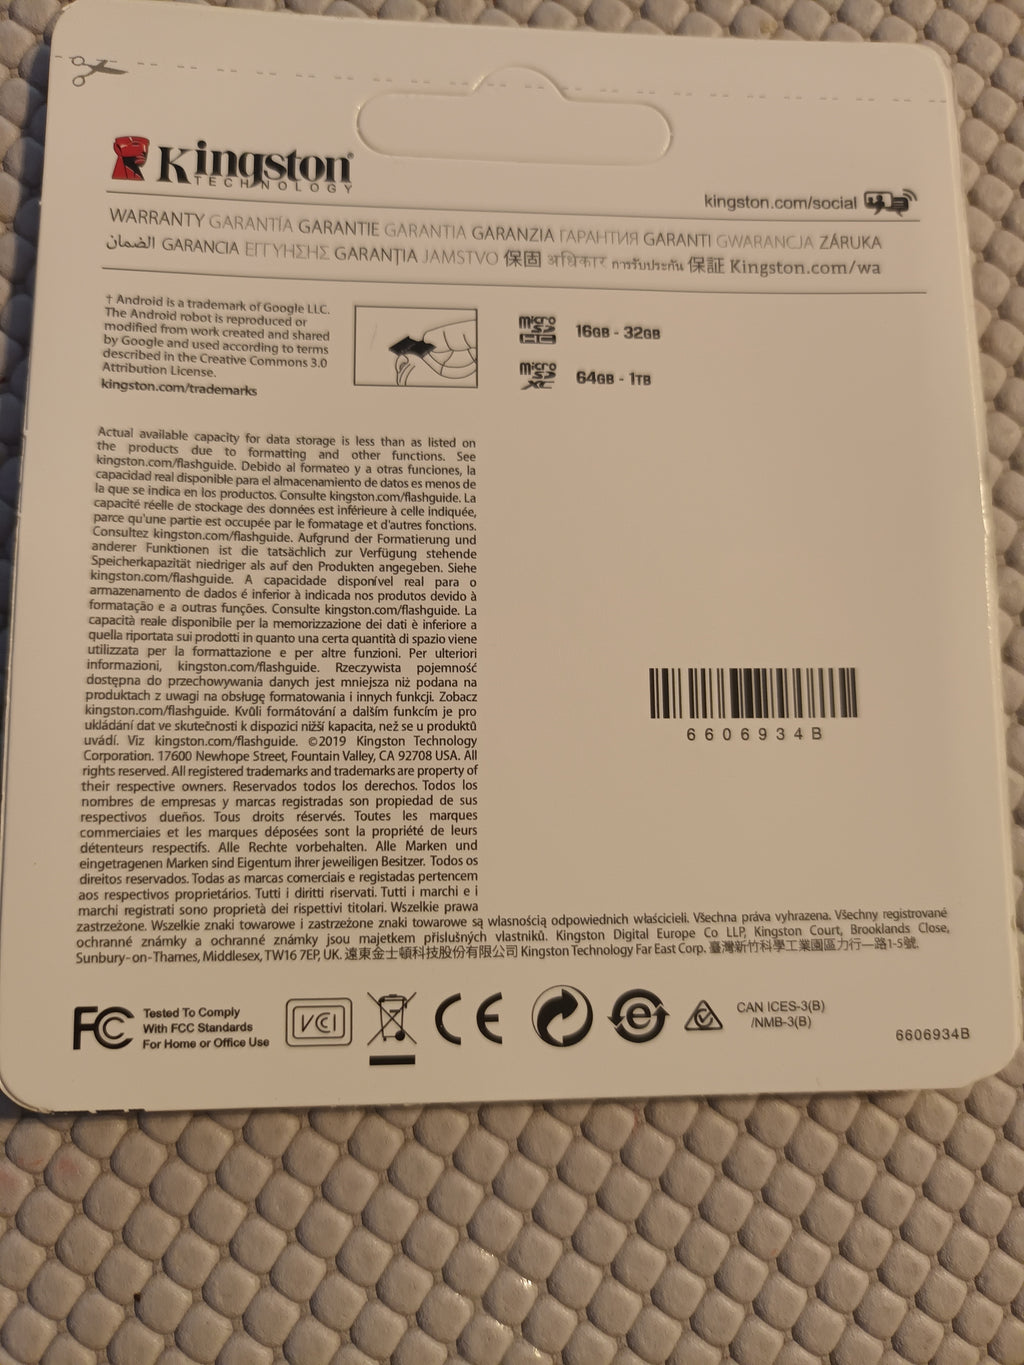 Kingston
TECHNOLOGY
kingston.com/social
WARRANTY GARANTÍA GARANTIE GARANTIA GARANZIA ГАРАНТИЯ GARANTI GWARANCJA ZÁRUKA
الضمان GARANCIA ΕΓΓΥΗΣΗΣ GARANȚIA JAMSTVO 保固 अधिकार การรับประกัน 保証 Kingston.com/wa
† Android is a trademark of Google LLC.
The Android robot is reproduced or
modified from work created and shared
by Google and used according to terms
described in the Creative Commons 3.0
Attribution License.
kingston.com/trademarks
micro SD HC 16GB - 32GB
micro SD XC 64GB - 1TB
Actual available capacity for data storage is less than as listed on
the products due to formatting and other functions. See
kingston.com/flashguide. Debido al formateo y a otras funciones, la
capacidad real disponible para el almacenamiento de datos es menos de
la que se indica en los productos. Consulte kingston.com/flashguide. La
capacité réelle de stockage des données est inférieure à celle indiquée,
parce qu'une partie est occupée par le formatage et d'autres fonctions.
Consultez kingston.com/flashguide. Aufgrund der Formatierung und
anderer Funktionen ist die tatsächlich zur Verfügung stehende
Speicherkapazität niedriger als auf den Produkten angegeben. Siehe
kingston.com/flashguide. A capacidade disponível real para o
armazenamento de dados é inferior à indicada nos produtos devido à
formatação e a outras funções. Consulte kingston.com/flashguide. La
capacità reale disponibile per la memorizzazione dei dati è inferiore a
quella riportata sui prodotti in quanto una certa quantità di spazio viene
utilizzata per la formattazione e per altre funzioni. Per ulteriori
informazioni, kingston.com/flashguide. Rzeczywista pojemność
dostępna do przechowywania danych jest mniejsza niż podana na
produktach z uwagi na obsługę formatowania i innych funkcji. Zobacz
kingston.com/flashguide. Kvůli formátování a dalším funkcím je pro
ukládání dat ve skutečnosti k dispozici nižší kapacita, než se u produktů
uvádí. Viz kingston.com/flashguide. ©2019 Kingston Technology
Corporation. 17600 Newhope Street, Fountain Valley, CA 92708 USA. All
rights reserved. All registered trademarks and trademarks are property of
their respective owners. Reservados todos los derechos. Todos los
nombres de empresas y marcas registradas son propiedad de sus
respectivos dueños. Tous droits réservés. Toutes les marques
commerciales et les marques déposées sont la propriété de leurs
détenteurs respectifs. Alle Rechte vorbehalten. Alle Marken und
eingetragenen Marken sind Eigentum ihrer jeweiligen Besitzer. Todos os
direitos reservados. Todas as marcas comerciais e registadas pertencem
aos respectivos proprietários. Tutti i diritti riservati. Tutti i marchi e i
marchi registrati sono proprietà dei rispettivi titolari. Wszelkie prawa
zastrzeżone. Wszelkie znaki towarowe i zastrzeżone znaki towarowe są własnością odpowiednich właścicieli. Všechna práva vyhrazena. Všechny registrované
ochranné známky a ochranné známky jsou majetkem příslušných vlastníků. Kingston Digital Europe Co LLP, Kingston Court, Brooklands Close,
Sunbury-on-Thames, Middlesex, TW16 7EP, UK. 遠東金士頓科技股份有限公司 Kingston Technology Far East Corp. 臺灣新竹科學工業園區力行一路1-5號.
6606934B
FC Tested To Comply
With FCC Standards
For Home or Office Use
VCI
CE
CAN ICES-3(B)
/NMB-3(B)
6606934B